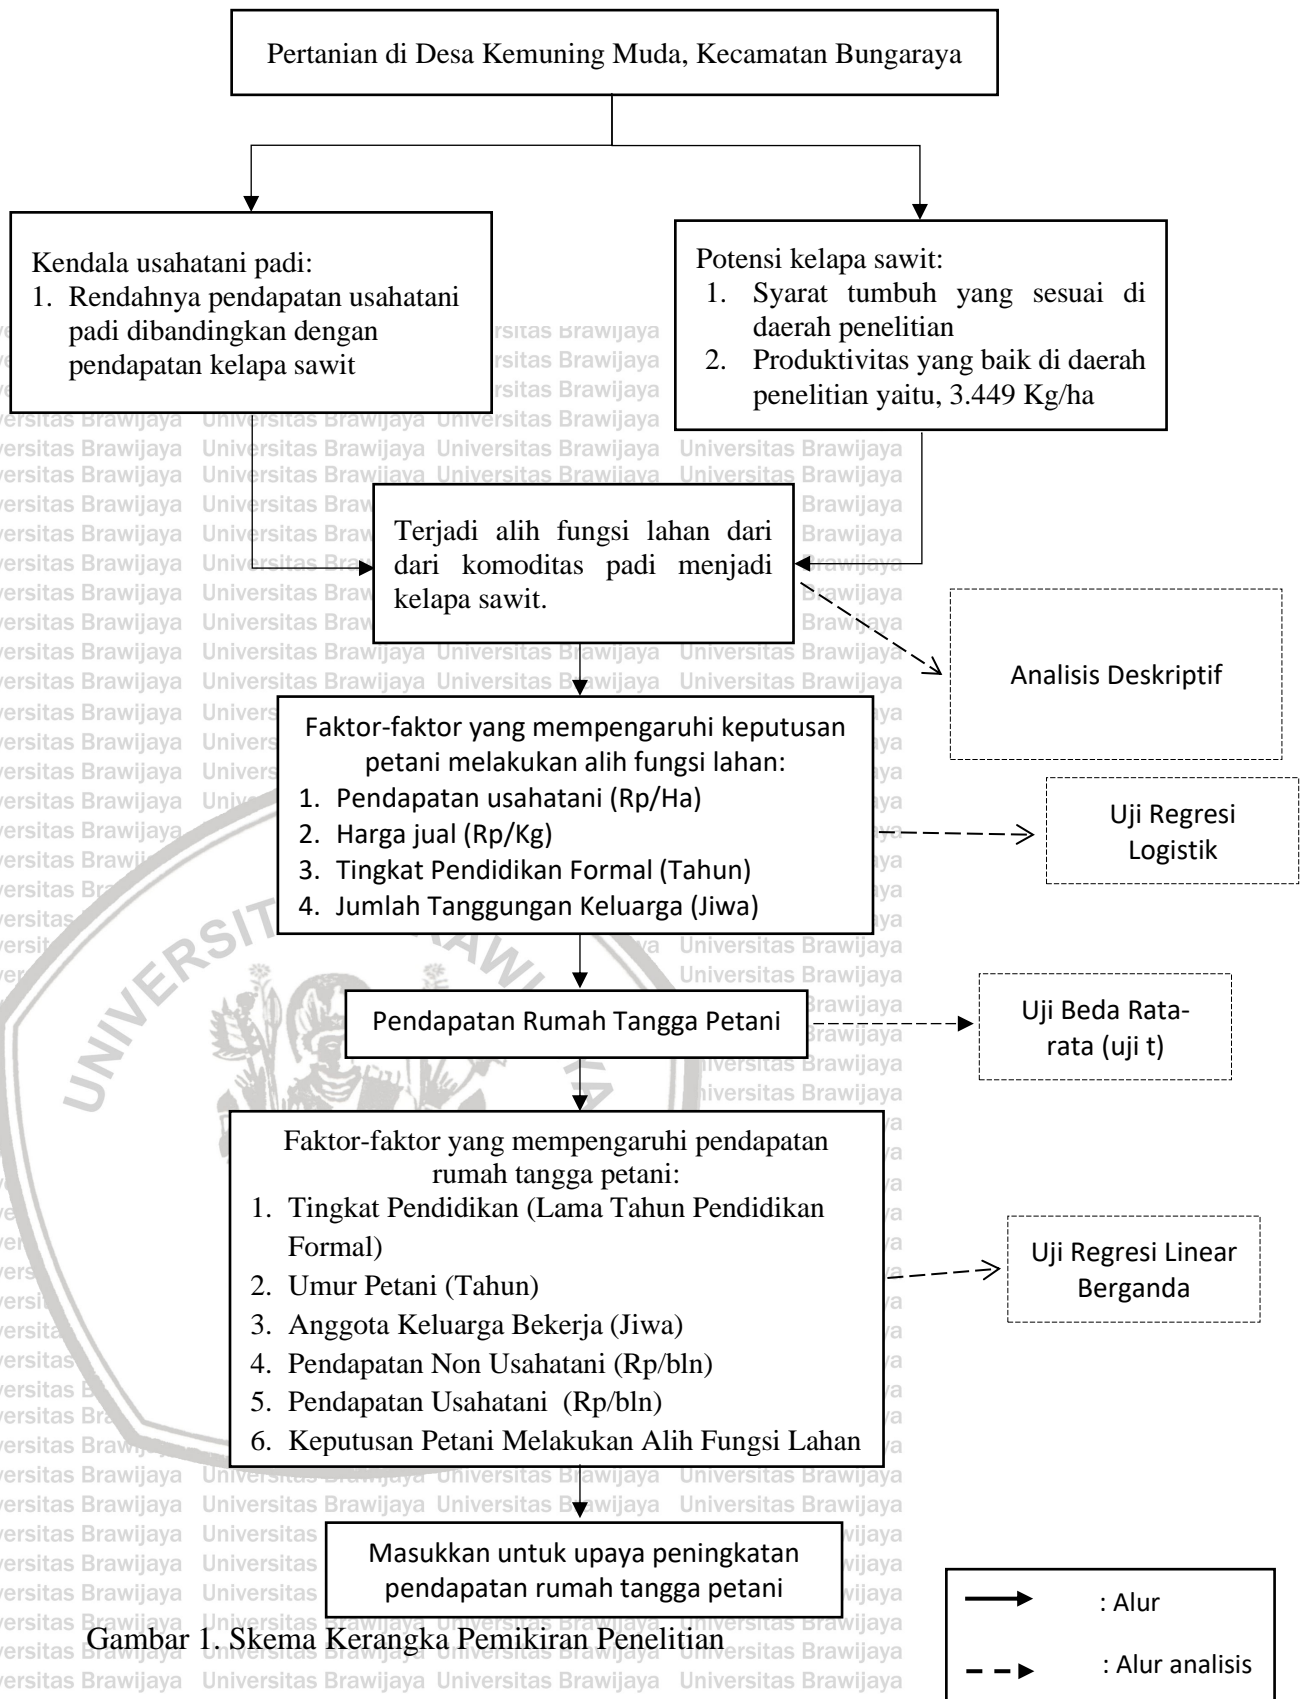 Pertanian di Desa Kemuning Muda, Kecamatan Bungaraya
Kendala usahatani padi:
1. Rendahnya pendapatan usahatani
padi dibandingkan dengan
pendapatan kelapa sawit
Potensi kelapa sawit:
1. Syarat tumbuh yang sesuai di
daerah penelitian
2. Produktivitas yang baik di daerah
penelitian yaitu, 3.449 Kg/ha
Terjadi alih fungsi lahan dari
dari komoditas padi menjadi
kelapa sawit.
Analisis Deskriptif
Faktor-faktor yang mempengaruhi keputusan
petani melakukan alih fungsi lahan:
1. Pendapatan usahatani (Rp/Ha)
2. Harga jual (Rp/Kg)
3. Tingkat Pendidikan Formal (Tahun)
4. Jumlah Tanggungan Keluarga (Jiwa)
Uji Regresi
Logistik
Pendapatan Rumah Tangga Petani
Uji Beda Rata-
rata (uji t)
Faktor-faktor yang mempengaruhi pendapatan
rumah tangga petani:
1. Tingkat Pendidikan (Lama Tahun Pendidikan
Formal)
2. Umur Petani (Tahun)
3. Anggota Keluarga Bekerja (Jiwa)
4. Pendapatan Non Usahatani (Rp/bln)
5. Pendapatan Usahatani (Rp/bln)
6. Keputusan Petani Melakukan Alih Fungsi Lahan
Uji Regresi Linear
Berganda
Masukkan untuk upaya peningkatan
pendapatan rumah tangga petani
: Alur
: Alur analisis
Gambar 1. Skema Kerangka Pemikiran Penelitian